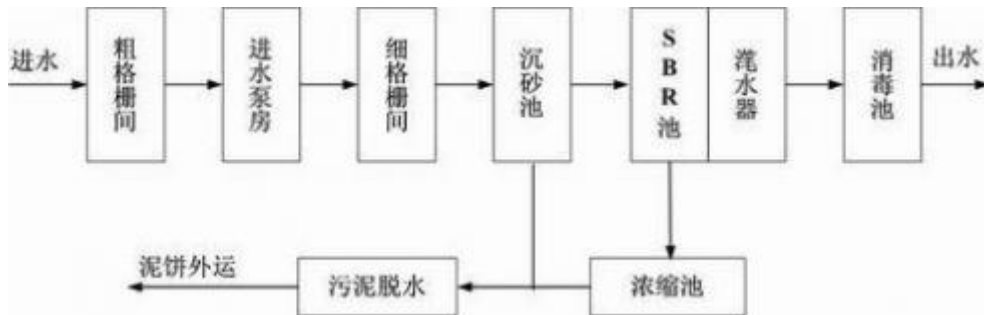 进水
粗格栅间
进水泵房
细格栅间
沉砂池
SBR池
滗水器
消毒池
出水
泥饼外运
污泥脱水
浓缩池